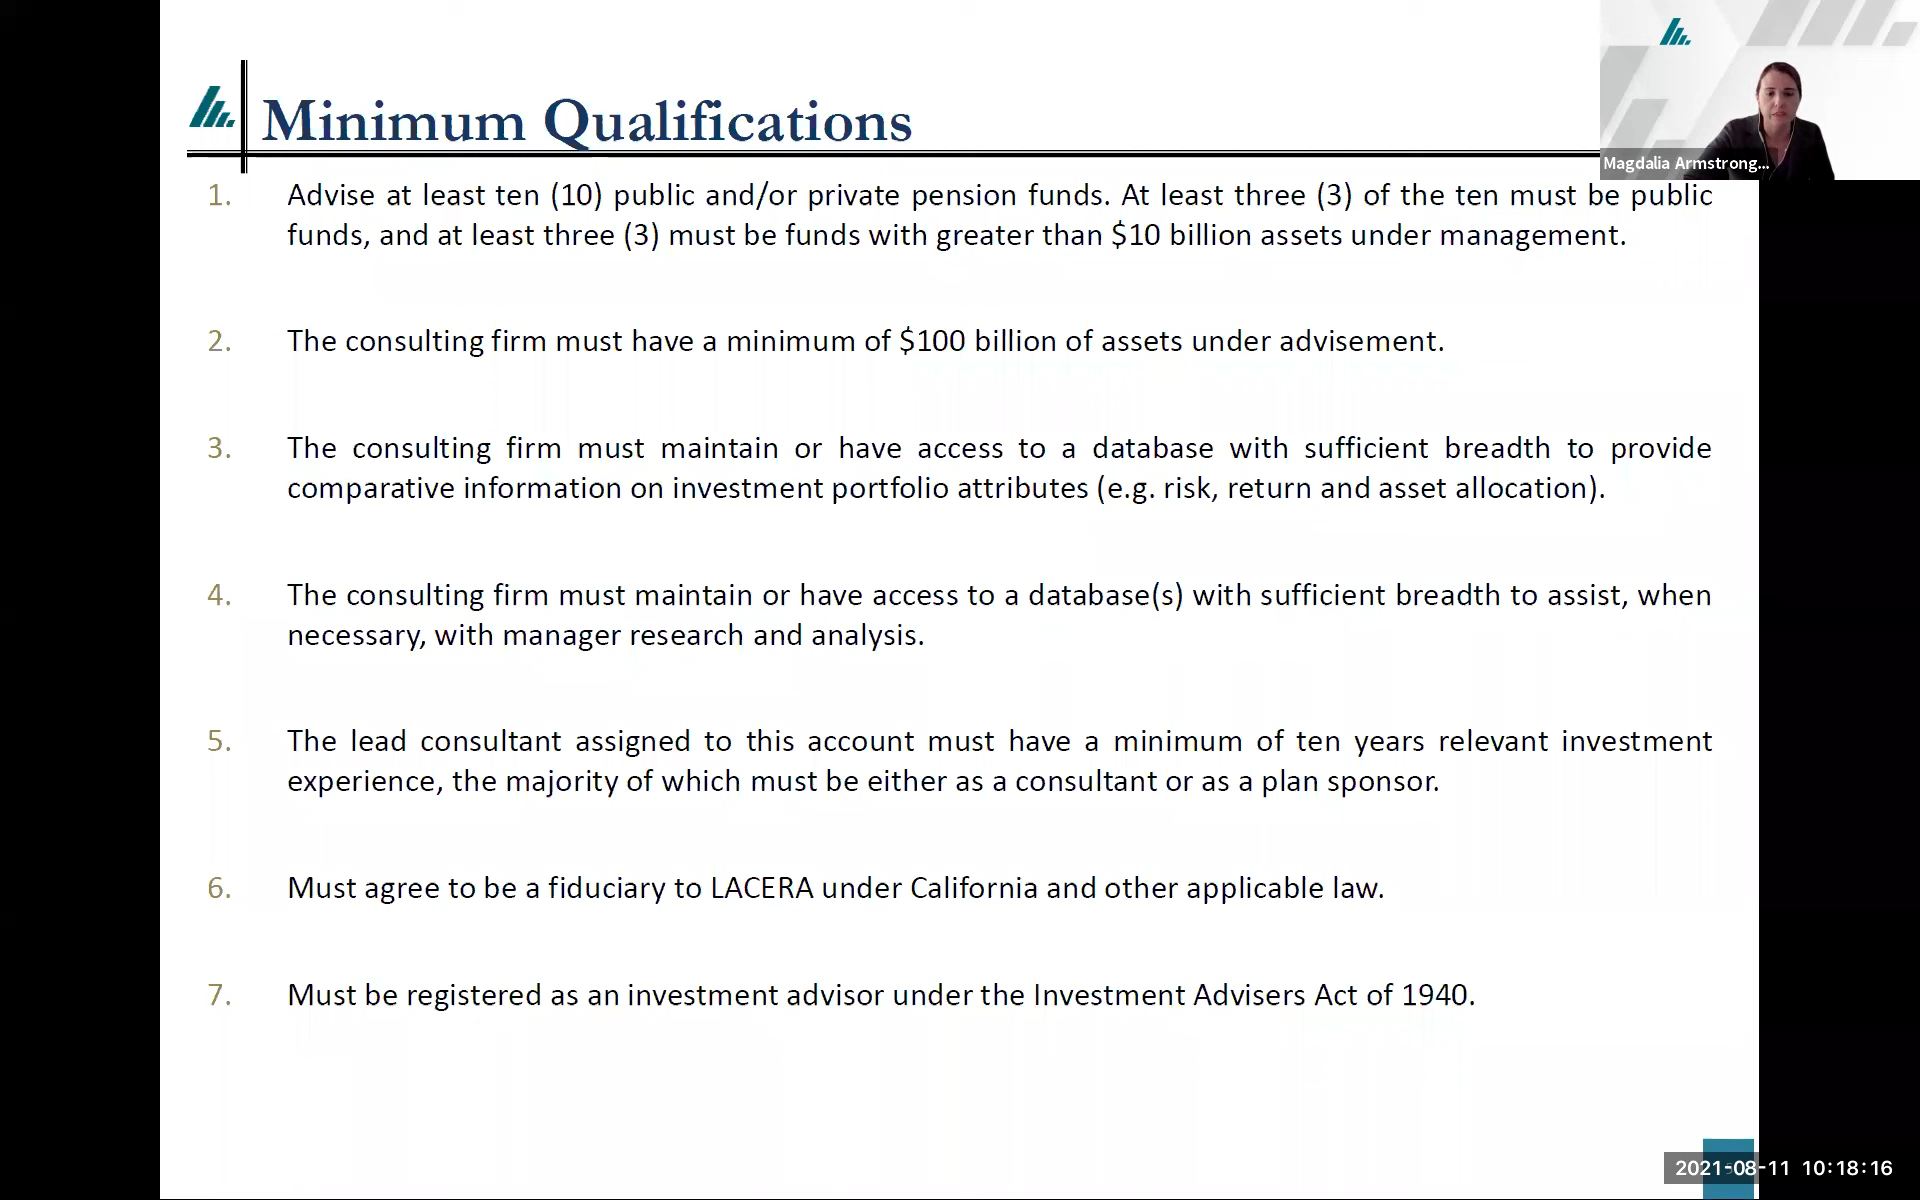 Minimum Qualifications
Magdalia Armstrong...
1. Advise at least ten (10) public and/or private pension funds. At least three (3) of the ten must be public
funds, and at least three (3) must be funds with greater than $10 billion assets under management.
2. The consulting firm must have a minimum of $100 billion of assets under advisement.
3. The consulting firm must maintain or have access to a database with sufficient breadth to provide
comparative information on investment portfolio attributes (e.g. risk, return and asset allocation).
4. The consulting firm must maintain or have access to a database(s) with sufficient breadth to assist, when
necessary, with manager research and analysis.
5. The lead consultant assigned to this account must have a minimum of ten years relevant investment
experience, the majority of which must be either as a consultant or as a plan sponsor.
6. Must agree to be a fiduciary to LACERA under California and other applicable law.
7. Must be registered as an investment advisor under the Investment Advisers Act of 1940.
2021-08-11 10:18:16